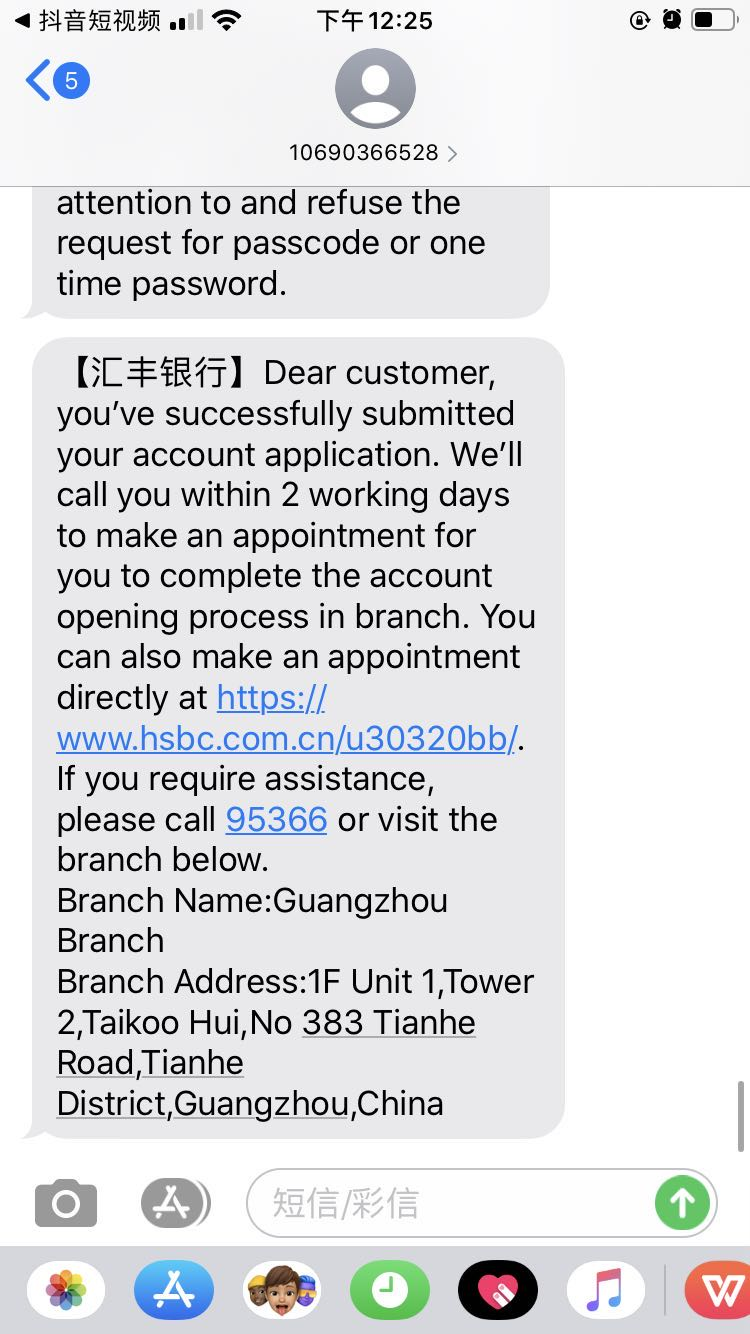 ◀ 抖音短视频
下午12:25
5
10690366528
attention to and refuse the
request for passcode or one
time password.
【汇丰银行】Dear customer,
you’ve successfully submitted
your account application. We’ll
call you within 2 working days
to make an appointment for
you to complete the account
opening process in branch. You
can also make an appointment
directly at https://
www.hsbc.com.cn/u30320bb/.
If you require assistance,
please call 95366 or visit the
branch below.
Branch Name:Guangzhou
Branch
Branch Address:1F Unit 1,Tower
2,Taikoo Hui,No 383 Tianhe
Road,Tianhe
District,Guangzhou,China
短信/彩信